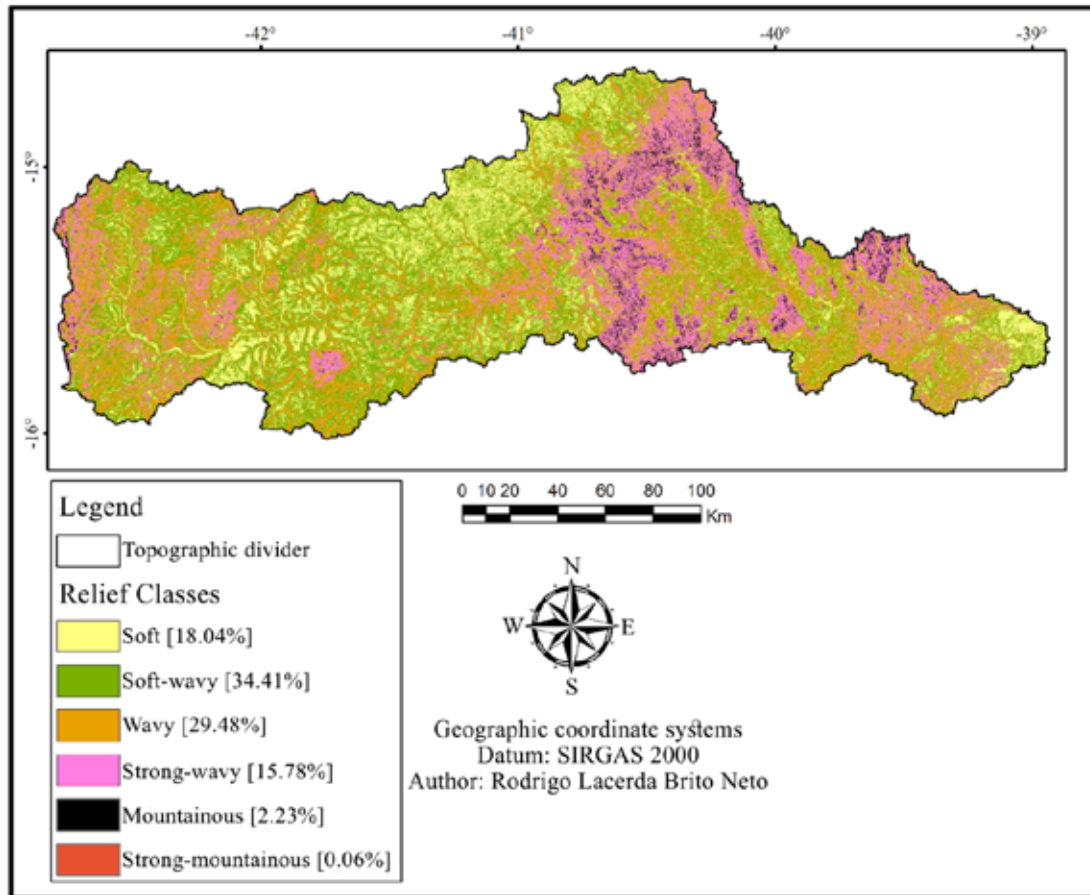 -42°
-41°
-40°
-39°
-15°
-16°
Legend
Topographic divider
Relief Classes
Soft [18.04%]
Soft-wavy [34.41%]
Wavy [29.48%]
Strong-wavy [15.78%]
Mountainous [2.23%]
Strong-mountainous [0.06%]
0 10 20 40 60 80 100
Km
N
W E
S
Geographic coordinate systems
Datum: SIRGAS 2000
Author: Rodrigo Lacerda Brito Neto